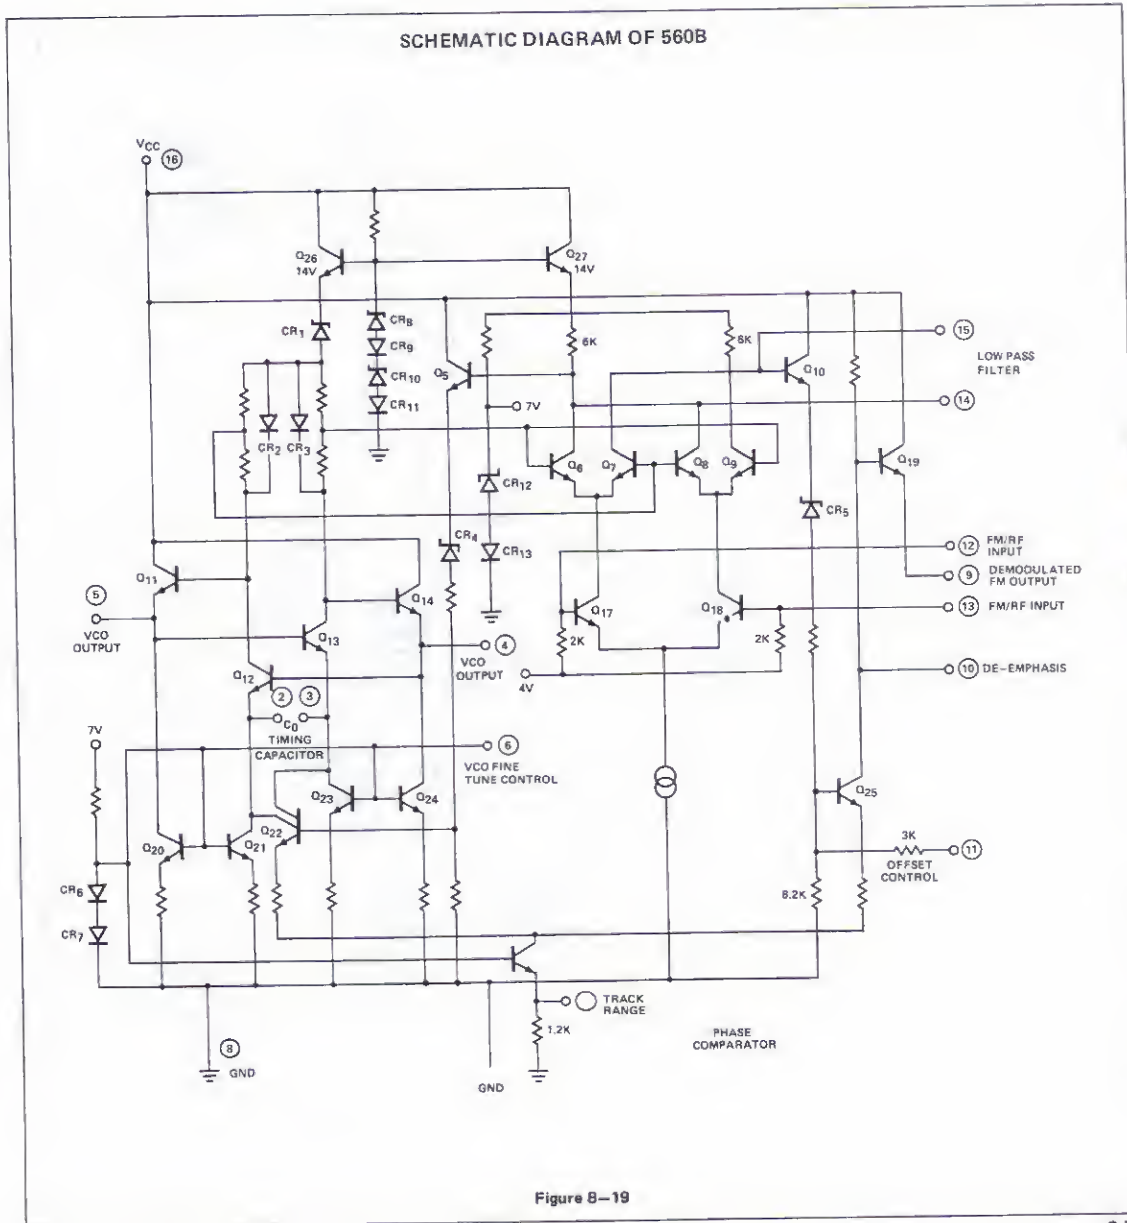 SCHEMATIC DIAGRAM OF 560B
VCC 16
Q26
14V
Q27
14V
CR1
CR8
CR9
CR10
CR11
Q5
6K
8K
Q10
15
LOW PASS
FILTER
14
7V
CR2 CR3
Q6 Q7 Q8 Q9
Q19
CR12
CR4
CR5
CR13
12 FM/RF
INPUT
9 DEMODULATED
FM OUTPUT
Q11
Q14
Q17
Q18
13 FM/RF INPUT
5
VCO
OUTPUT
Q13
2K
2K
4
VCO
OUTPUT
4V
10 DE-EMPHASIS
Q12
2 3
C0
TIMING
CAPACITOR
7V
6
VCO FINE
TUNE CONTROL
Q23 Q24
Q25
Q20 Q21 Q22
3K
11
OFFSET
CONTROL
CR6
8.2K
CR7
TRACK
RANGE
1.2K
PHASE
COMPARATOR
8
GND
GND
Figure 8-19